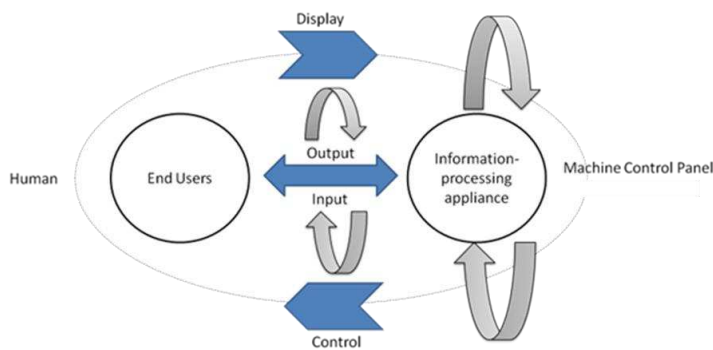 Display
Output
Human
End Users
Information-
processing
appliance
Machine Control Panel
Input
Control